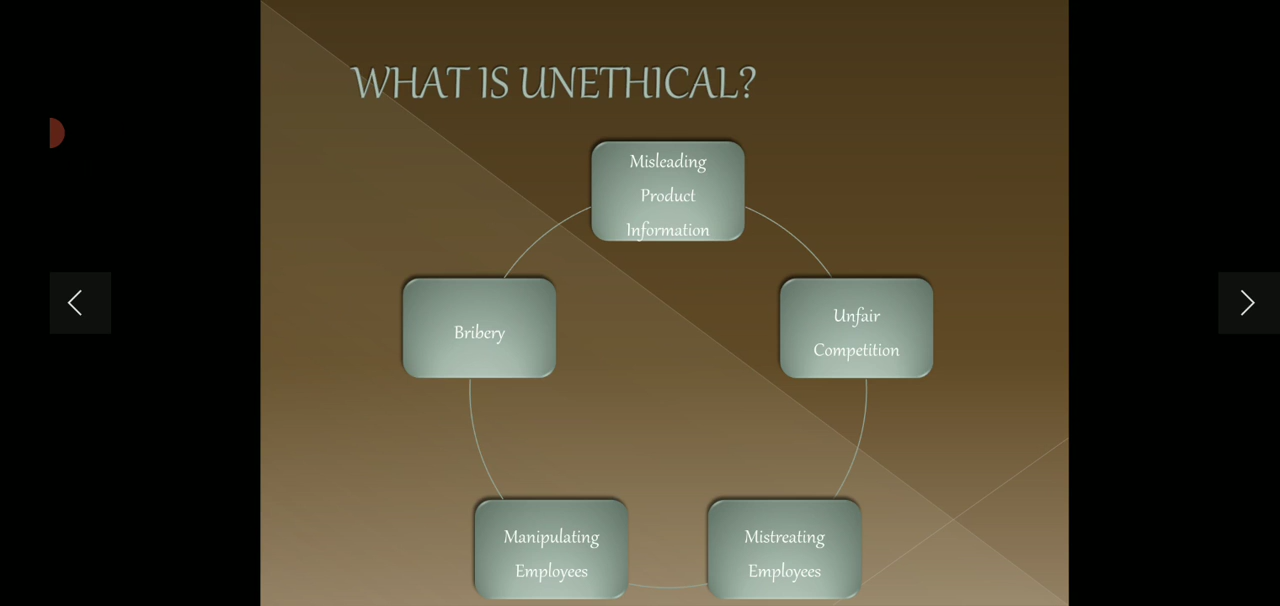 WHAT IS UNETHICAL?
Misleading
Product
Information
Unfair
Competition
Mistreating
Employees
Manipulating
Employees
Bribery